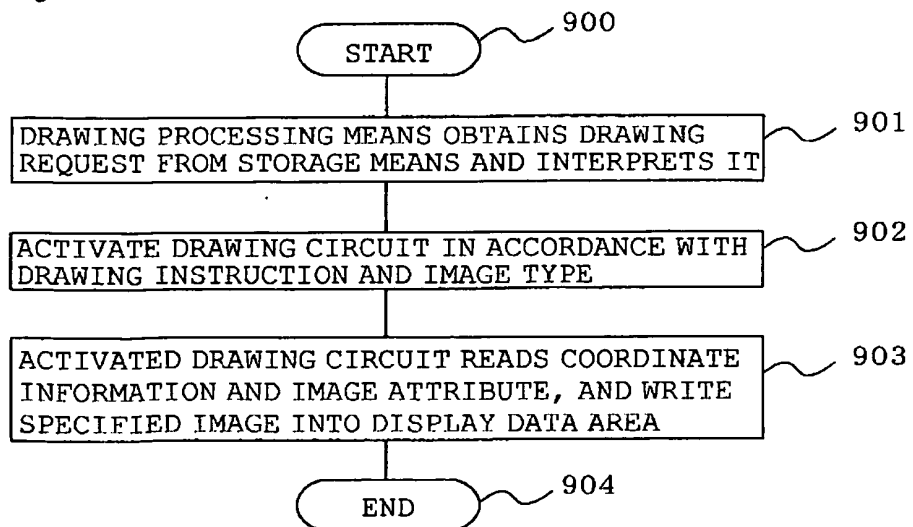 900
START
901
DRAWING PROCESSING MEANS OBTAINS DRAWING
REQUEST FROM STORAGE MEANS AND INTERPRETS IT
902
ACTIVATE DRAWING CIRCUIT IN ACCORDANCE WITH
DRAWING INSTRUCTION AND IMAGE TYPE
903
ACTIVATED DRAWING CIRCUIT READS COORDINATE
INFORMATION AND IMAGE ATTRIBUTE, AND WRITE
SPECIFIED IMAGE INTO DISPLAY DATA AREA
904
END